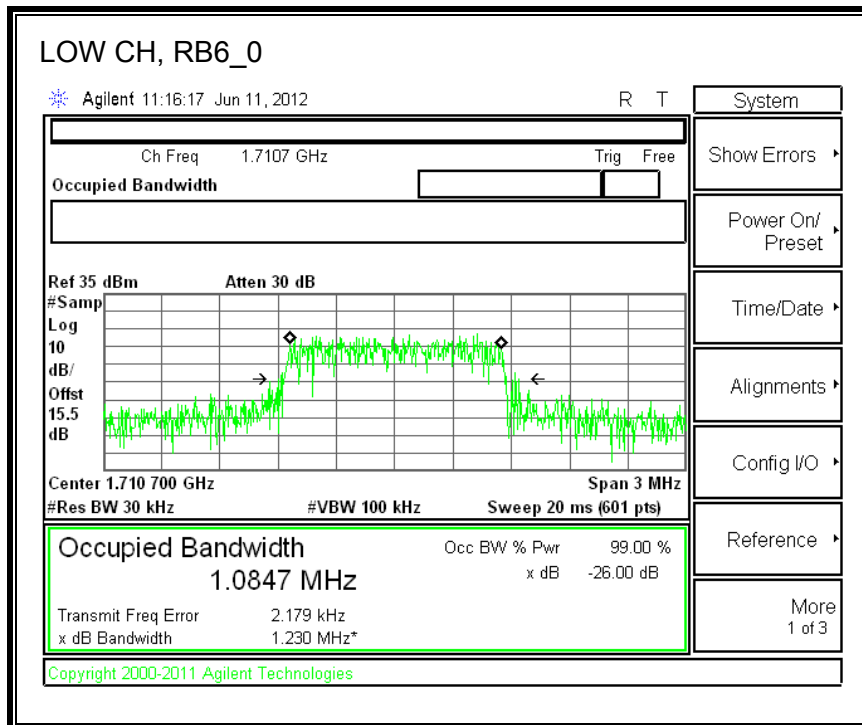 LOW CH, RB6_0
Agilent 11:16:17 Jun 11, 2012 R T
System
Ch Freq 1.7107 GHz Trig Free
Show Errors
Occupied Bandwidth
Power On/
Preset
Ref 35 dBm Atten 30 dB
#Samp
Log
10
dB/
Offst
15.5
dB
Time/Date
Alignments
Config I/O
Center 1.710 700 GHz Span 3 MHz
#Res BW 30 kHz #VBW 100 kHz Sweep 20 ms (601 pts)
Occupied Bandwidth Occ BW % Pwr 99.00 %
1.0847 MHz x dB -26.00 dB
Reference
Transmit Freq Error 2.179 kHz
x dB Bandwidth 1.230 MHz*
More
1 of 3
Copyright 2000-2011 Agilent Technologies